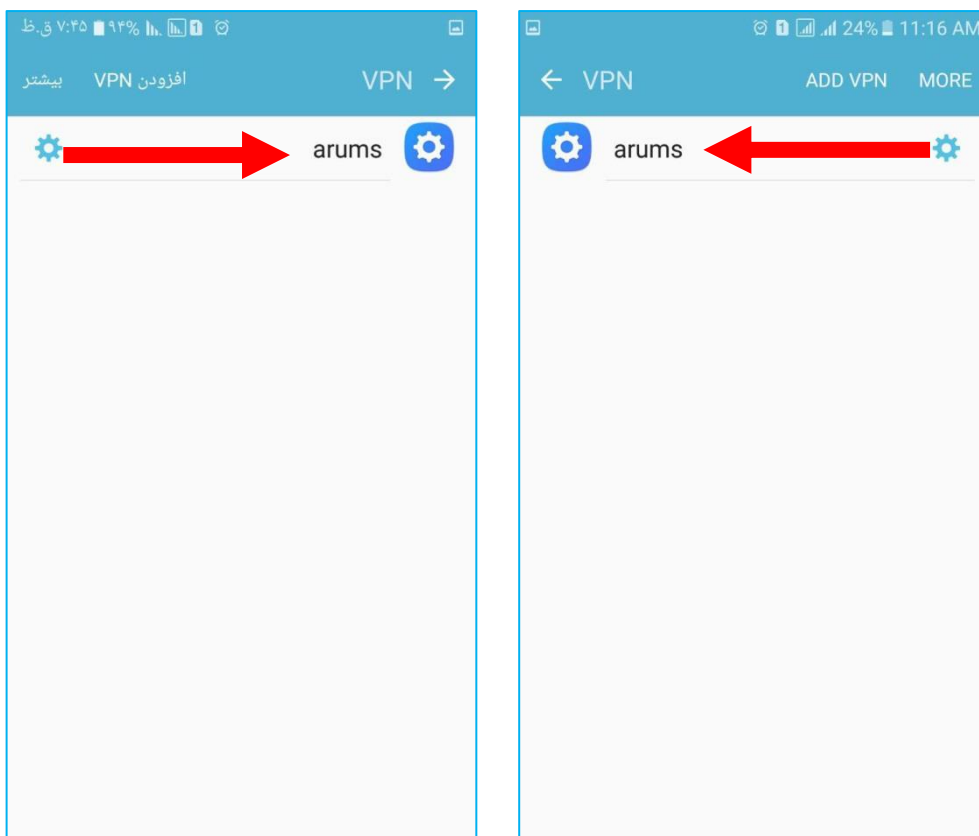 ۷:۴۵ ق.ظ ۹۴%
VPN افزودن VPN بیشتر
arums
24% 11:16 AM
VPN ADD VPN MORE
arums